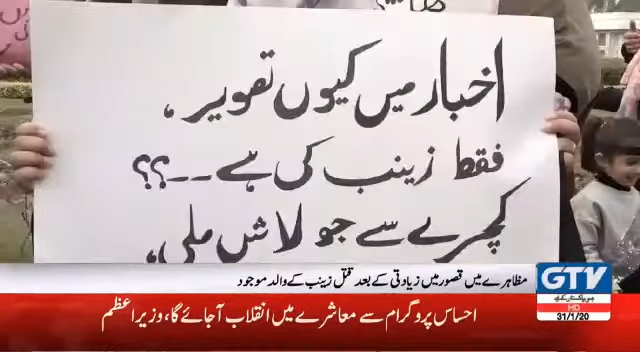 اخبار میں کیوں تصویر ،
فقط زینب کی ہے ۔۔۔؟؟
کچرے سے جو لاش ملی،
مظاہرے میں قصور میں زیادتی کے بعد قتل زینب کے والد موجود
احساس پروگرام سے معاشرے میں انقلاب آجائے گا، وزیراعظم
GTV
HD
31/1/20